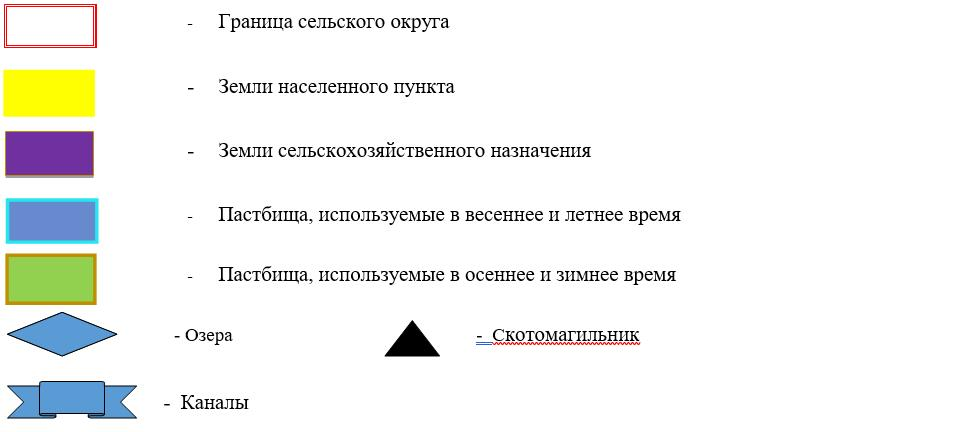 - Граница сельского округа
- Земли населенного пункта
- Земли сельскохозяйственного назначения
- Пастбища, используемые в весеннее и летнее время
- Пастбища, используемые в осеннее и зимнее время
- Озера - Скотомагильник
- Каналы